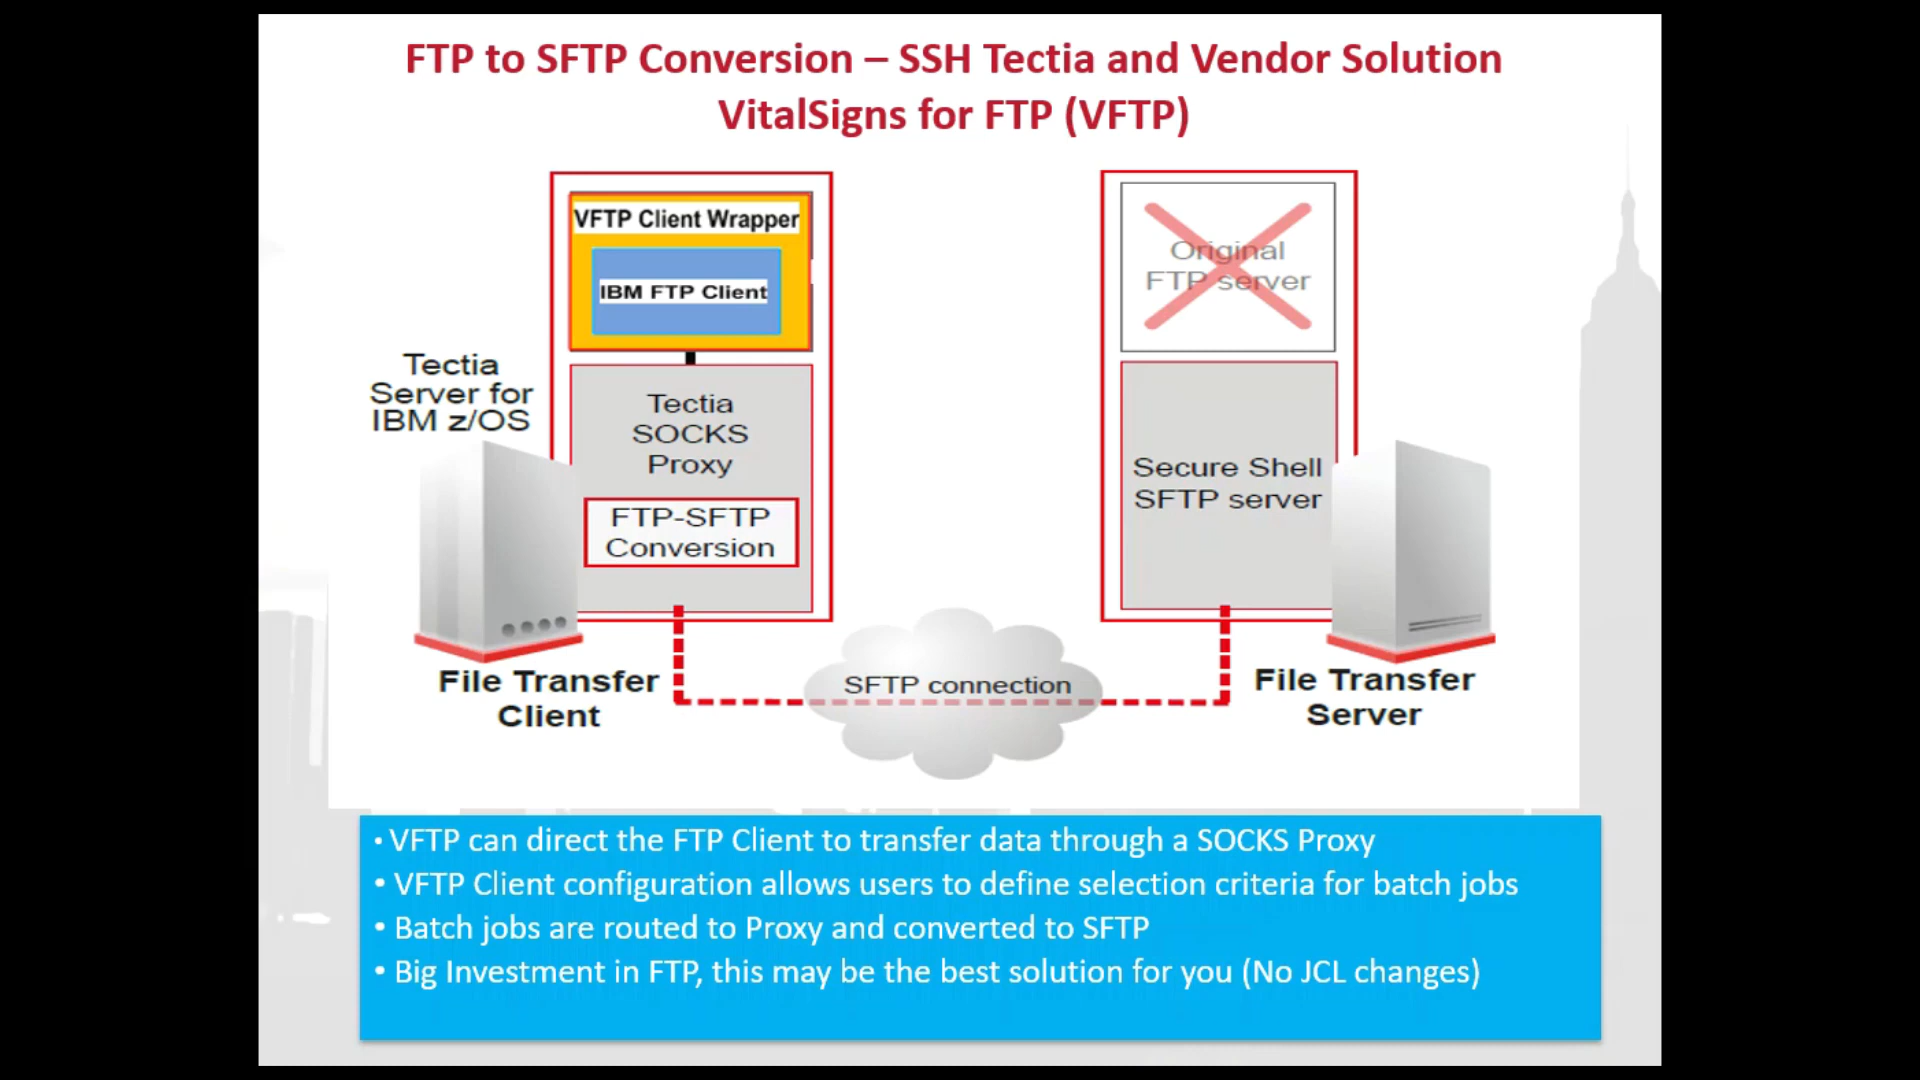 FTP to SFTP Conversion – SSH Tectia and Vendor Solution
VitalSigns for FTP (VFTP)
VFTP Client Wrapper
IBM FTP Client
Tectia
Server for
IBM z/OS
Tectia
SOCKS
Proxy
FTP-SFTP
Conversion
File Transfer
Client
SFTP connection
Original
FTP server
Secure Shell
SFTP server
File Transfer
Server
• VFTP can direct the FTP Client to transfer data through a SOCKS Proxy
• VFTP Client configuration allows users to define selection criteria for batch jobs
• Batch jobs are routed to Proxy and converted to SFTP
• Big Investment in FTP, this may be the best solution for you (No JCL changes)